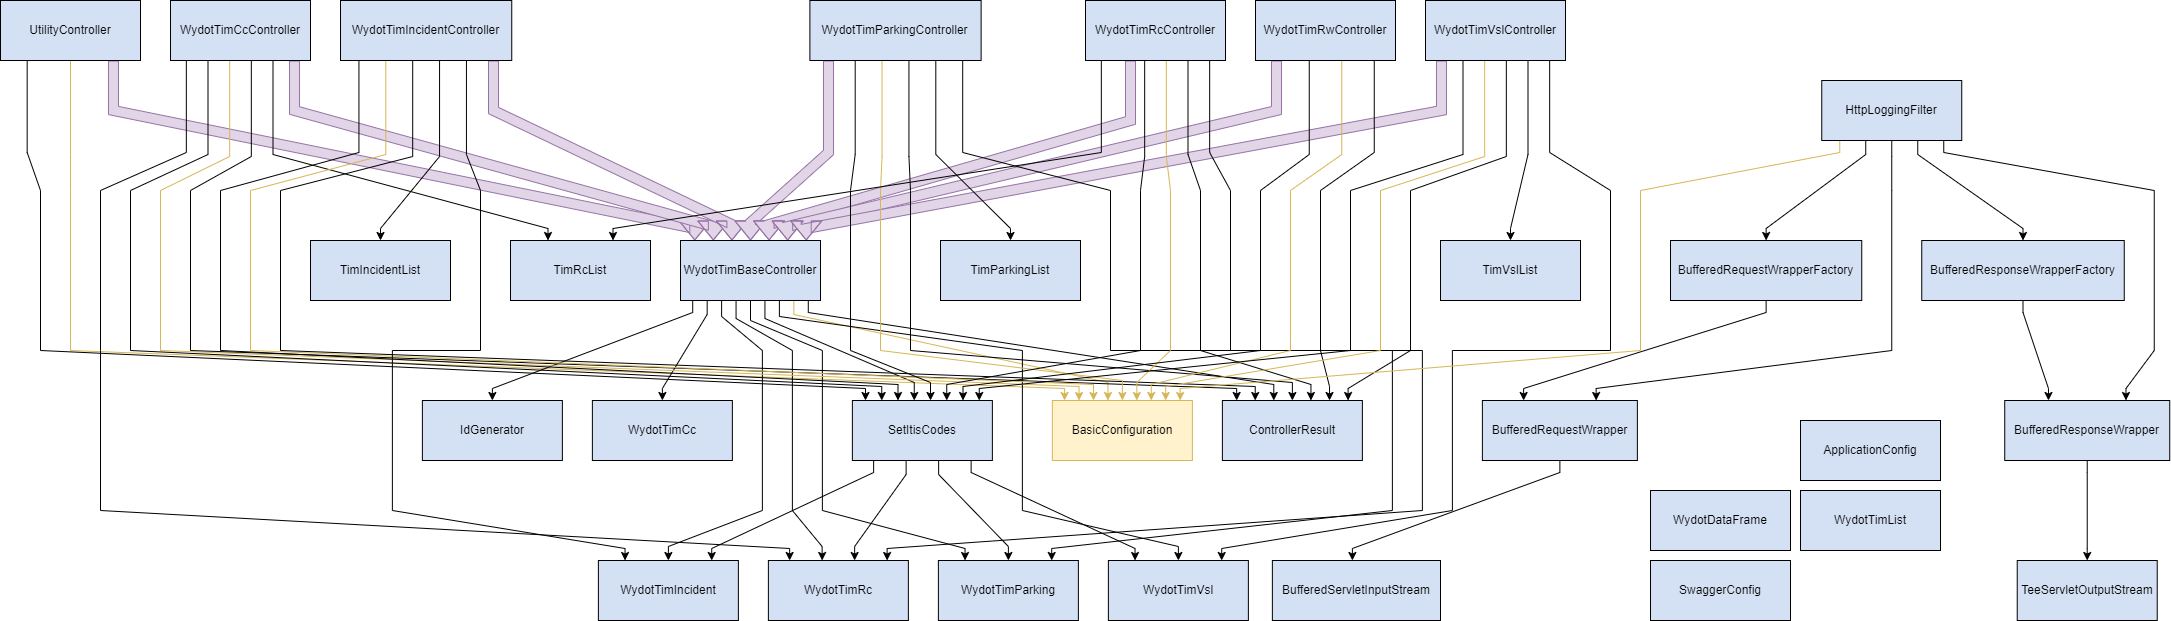 UtilityController
WydotTimCcController
WydotTimIncidentController
WydotTimParkingController
WydotTimRcController
WydotTimRwController
WydotTimVslController
HttpLoggingFilter
TimIncidentList
TimRcList
WydotTimBaseController
TimParkingList
TimVslList
BufferedRequestWrapperFactory
BufferedResponseWrapperFactory
IdGenerator
WydotTimCc
SetItisCodes
BasicConfiguration
ControllerResult
BufferedRequestWrapper
ApplicationConfig
BufferedResponseWrapper
WydotDataFrame
WydotTimList
WydotTimIncident
WydotTimRc
WydotTimParking
WydotTimVsl
BufferedServletInputStream
SwaggerConfig
TeeServletOutputStream